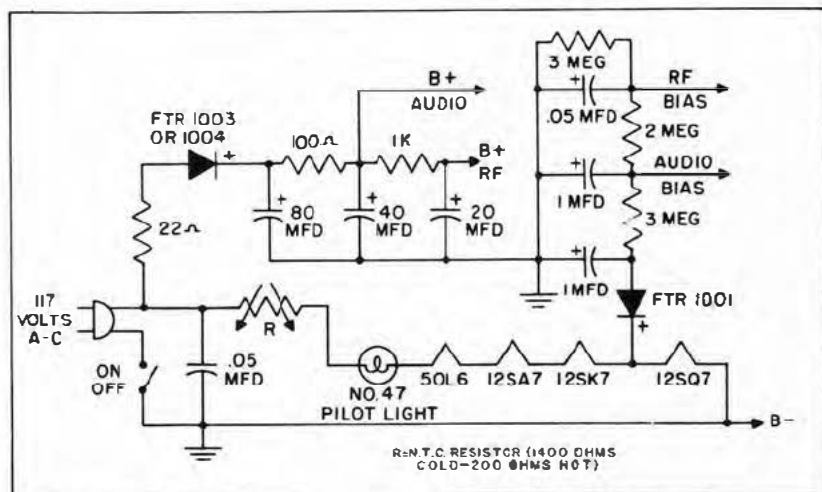 3 MEG
RF
BIAS
.05 MFD
2 MEG
AUDIO
BIAS
1 MFD
3 MEG
1 MFD
FTR 1001
B+
AUDIO
FTR 1003
OR 1004
100Ω
1K
B+
RF
80
MFD
40
MFD
20
MFD
22Ω
117
VOLTS
A-C
ON
OFF
.05
MFD
R
NO. 47
PILOT LIGHT
50L6
12SA7
12SK7
12SQ7
B-
R=N.T.C. RESISTOR (1400 OHMS
COLD-200 OHMS HOT)